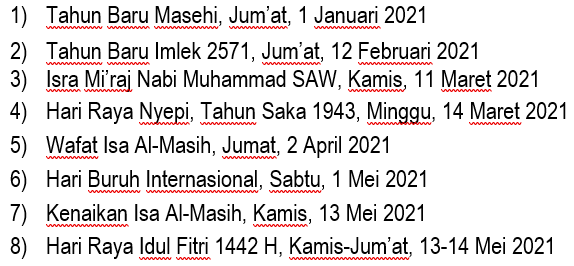 1) Tahun Baru Masehi, Jum'at, 1 Januari 2021
2) Tahun Baru Imlek 2571, Jum'at, 12 Februari 2021
3) Isra Mi'raj Nabi Muhammad SAW, Kamis, 11 Maret 2021
4) Hari Raya Nyepi, Tahun Saka 1943, Minggu, 14 Maret 2021
5) Wafat Isa Al-Masih, Jumat, 2 April 2021
6) Hari Buruh Internasional, Sabtu, 1 Mei 2021
7) Kenaikan Isa Al-Masih, Kamis, 13 Mei 2021
8) Hari Raya Idul Fitri 1442 H, Kamis-Jum'at, 13-14 Mei 2021